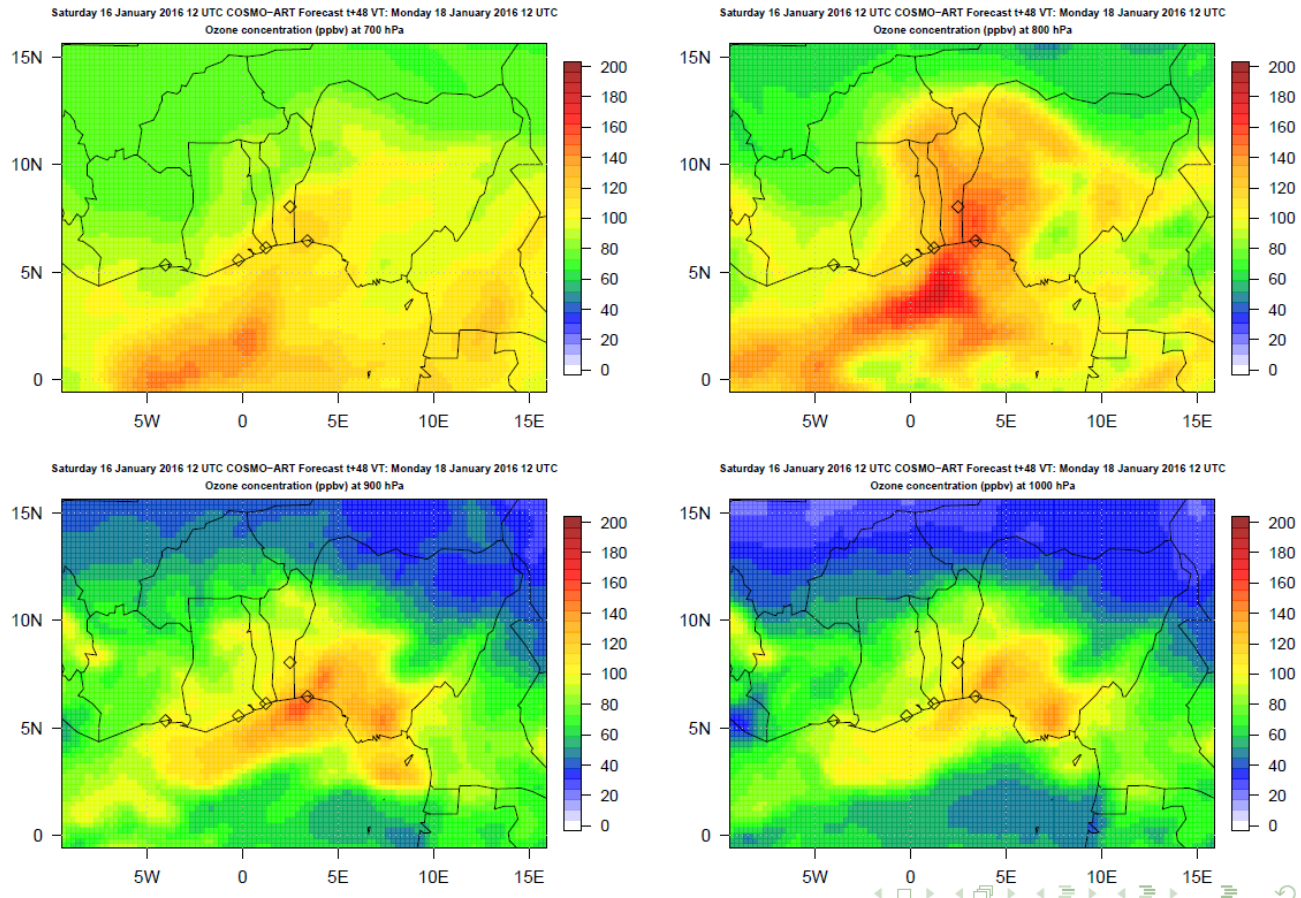 Saturday 16 January 2016 12 UTC COSMO−ART Forecast t+48 VT: Monday 18 January 2016 12 UTC
Ozone concentration (ppbv) at 700 hPa
15N
10N
5N
0
5W 0 5E 10E 15E
200
180
160
140
120
100
80
60
40
20
0
Saturday 16 January 2016 12 UTC COSMO−ART Forecast t+48 VT: Monday 18 January 2016 12 UTC
Ozone concentration (ppbv) at 800 hPa
15N
10N
5N
0
5W 0 5E 10E 15E
200
180
160
140
120
100
80
60
40
20
0
Saturday 16 January 2016 12 UTC COSMO−ART Forecast t+48 VT: Monday 18 January 2016 12 UTC
Ozone concentration (ppbv) at 900 hPa
15N
10N
5N
0
5W 0 5E 10E 15E
200
180
160
140
120
100
80
60
40
20
0
Saturday 16 January 2016 12 UTC COSMO−ART Forecast t+48 VT: Monday 18 January 2016 12 UTC
Ozone concentration (ppbv) at 1000 hPa
15N
10N
5N
0
5W 0 5E 10E 15E
200
180
160
140
120
100
80
60
40
20
0